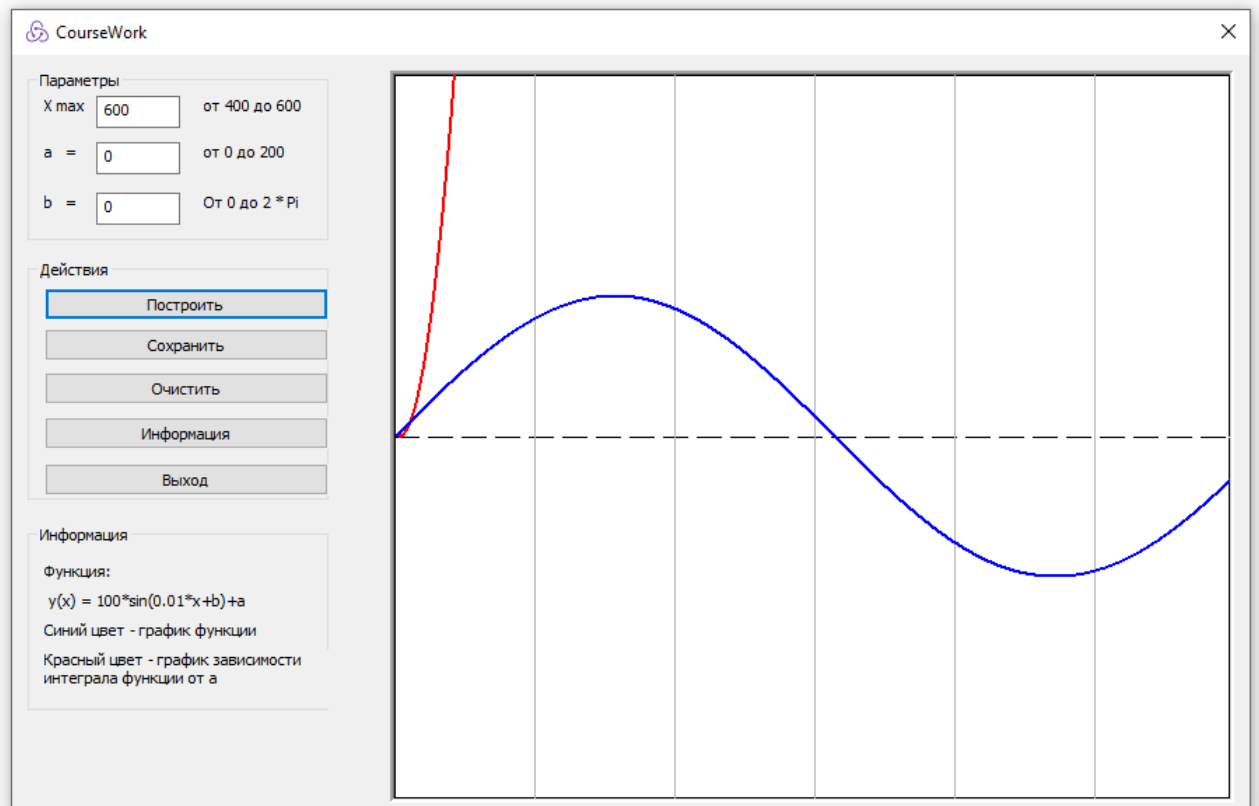 CourseWork
Параметры
X max 600 от 400 до 600
a = 0 от 0 до 200
b = 0 От 0 до 2 * Pi
Действия
Построить
Сохранить
Очистить
Информация
Выход
Информация
Функция:
y(x) = 100*sin(0.01*x+b)+a
Синий цвет - график функции
Красный цвет - график зависимости
интеграла функции от а